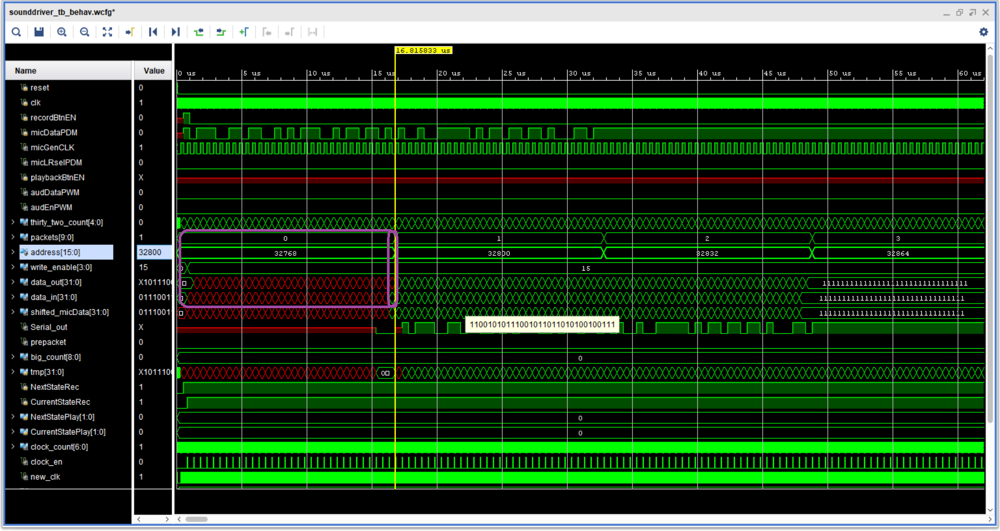 sounddriver_tb_behav.wcfg*
16.815833 us
Name Value
0 us 5 us 10 us 15 us 20 us 25 us 30 us 35 us 40 us 45 us 50 us 55 us 60 us
reset 0
clk 1
recordBtnEN 0
micDataPDM 0
micGenCLK 1
micLRselPDM 0
playbackBtnEN X
audDataPWM 0
audEnPWM 0
thirty_two_count[4:0] 0
packets[9:0] 1 0 1 2 3
address[15:0] 32800 32768 32800 32832 32864
write_enable[3:0] 15 0 15
data_out[31:0] X1011100 11111111111111111111111111111111
data_in[31:0] 0111001 11111111111111111111111111111111
shifted_micData[31:0] 0111001 11111111111111111111111111111111
Serial_out X
11001010111001011011010100100111
prepacket 0
big_count[8:0] 0 0
tmp[31:0] X1011100 0
NextStateRec 1
CurrentStateRec 1
NextStatePlay[1:0] 0 0
CurrentStatePlay[1:0] 0 0
clock_count[6:0] 1
clock_en 0
new_clk 1